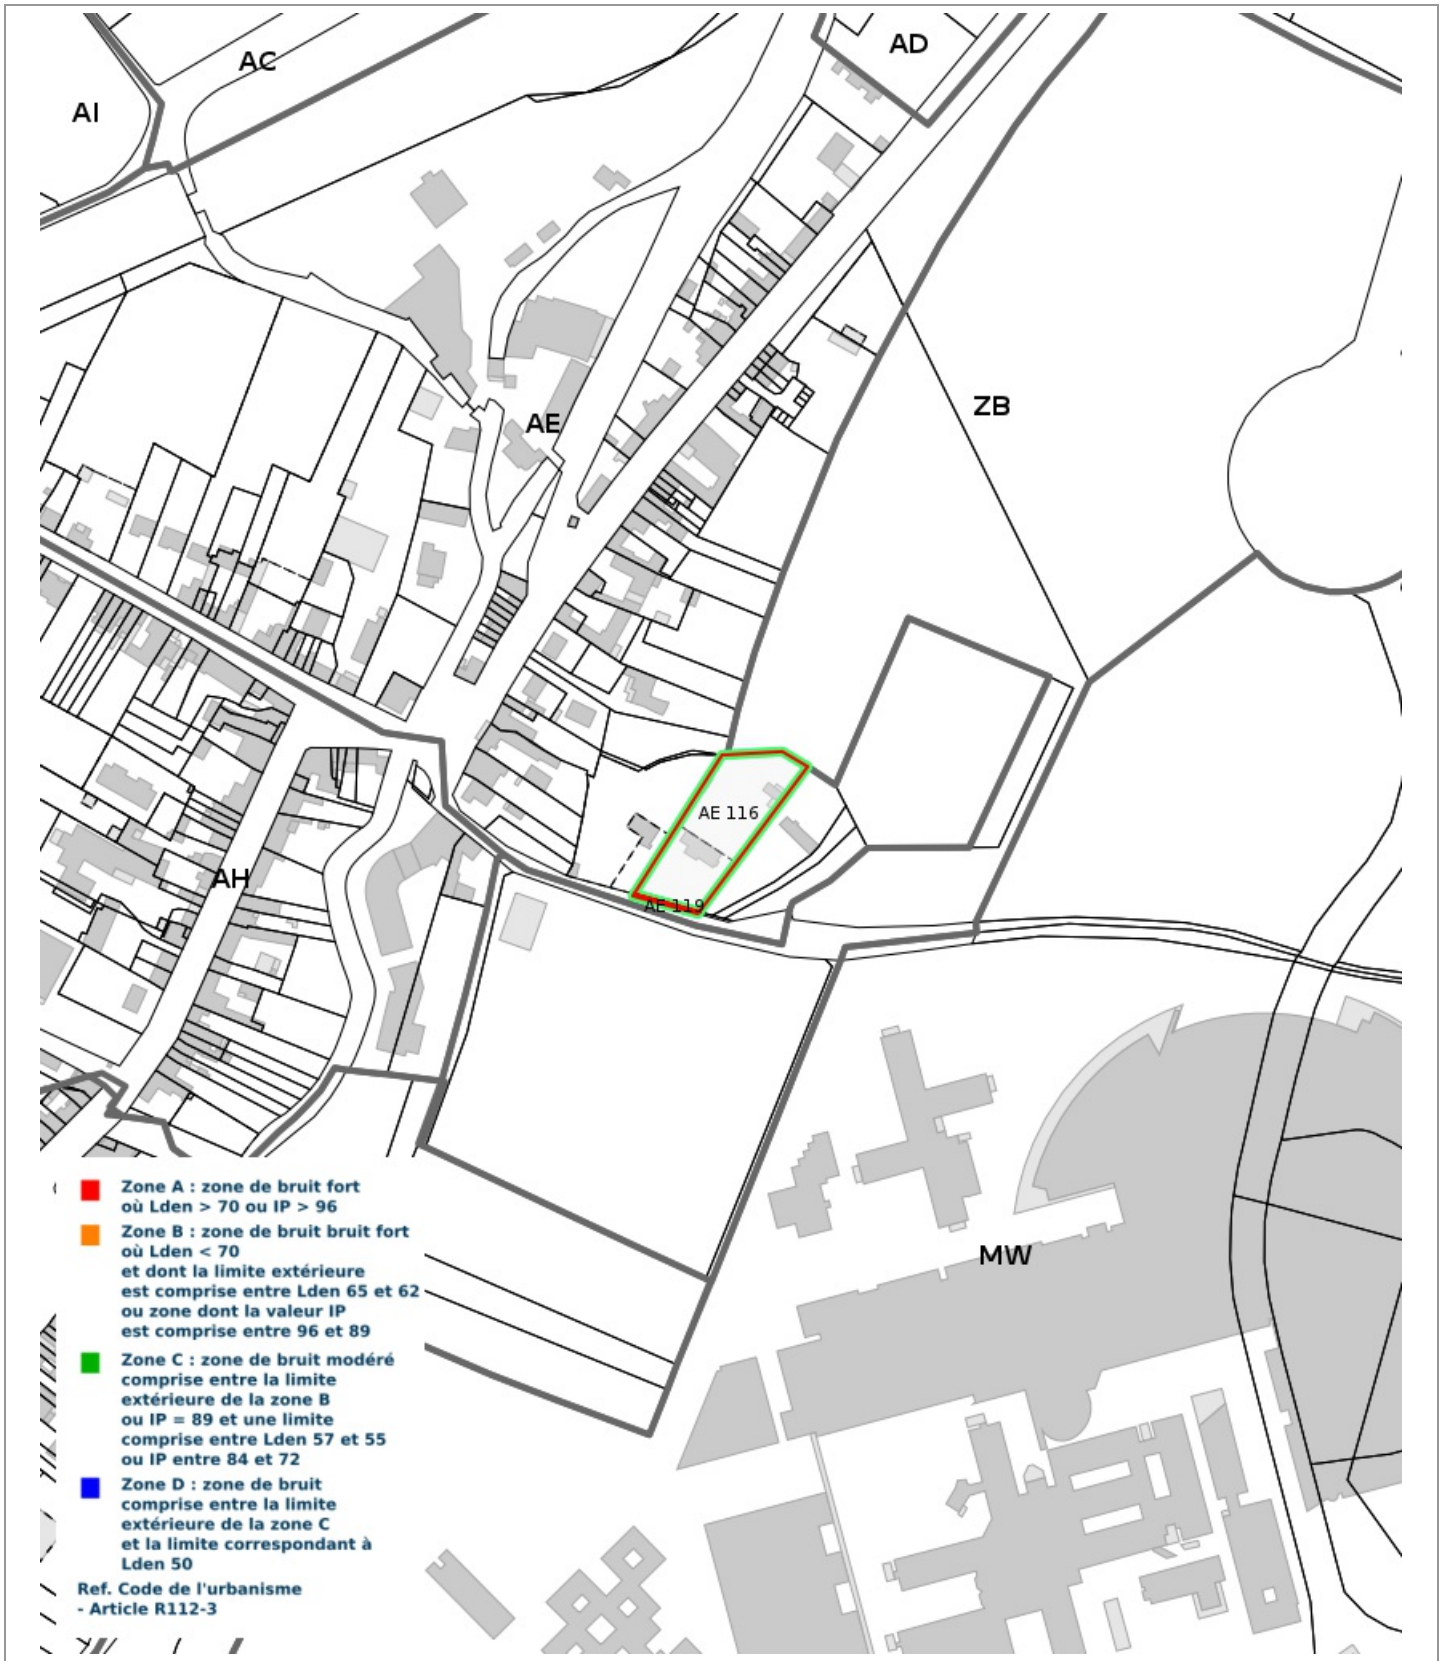 AD
AC
AI
ZB
AE
AE 116
AH
AE 119
MW
Zone A : zone de bruit fort
où Lden > 70 ou IP > 96
Zone B : zone de bruit bruit fort
où Lden < 70
et dont la limite extérieure
est comprise entre Lden 65 et 62
ou zone dont la valeur IP
est comprise entre 96 et 89
Zone C : zone de bruit modéré
comprise entre la limite
extérieure de la zone B
ou IP = 89 et une limite
comprise entre Lden 57 et 55
ou IP entre 84 et 72
Zone D : zone de bruit
comprise entre la limite
extérieure de la zone C
et la limite correspondant à
Lden 50
Ref. Code de l'urbanisme
- Article R112-3